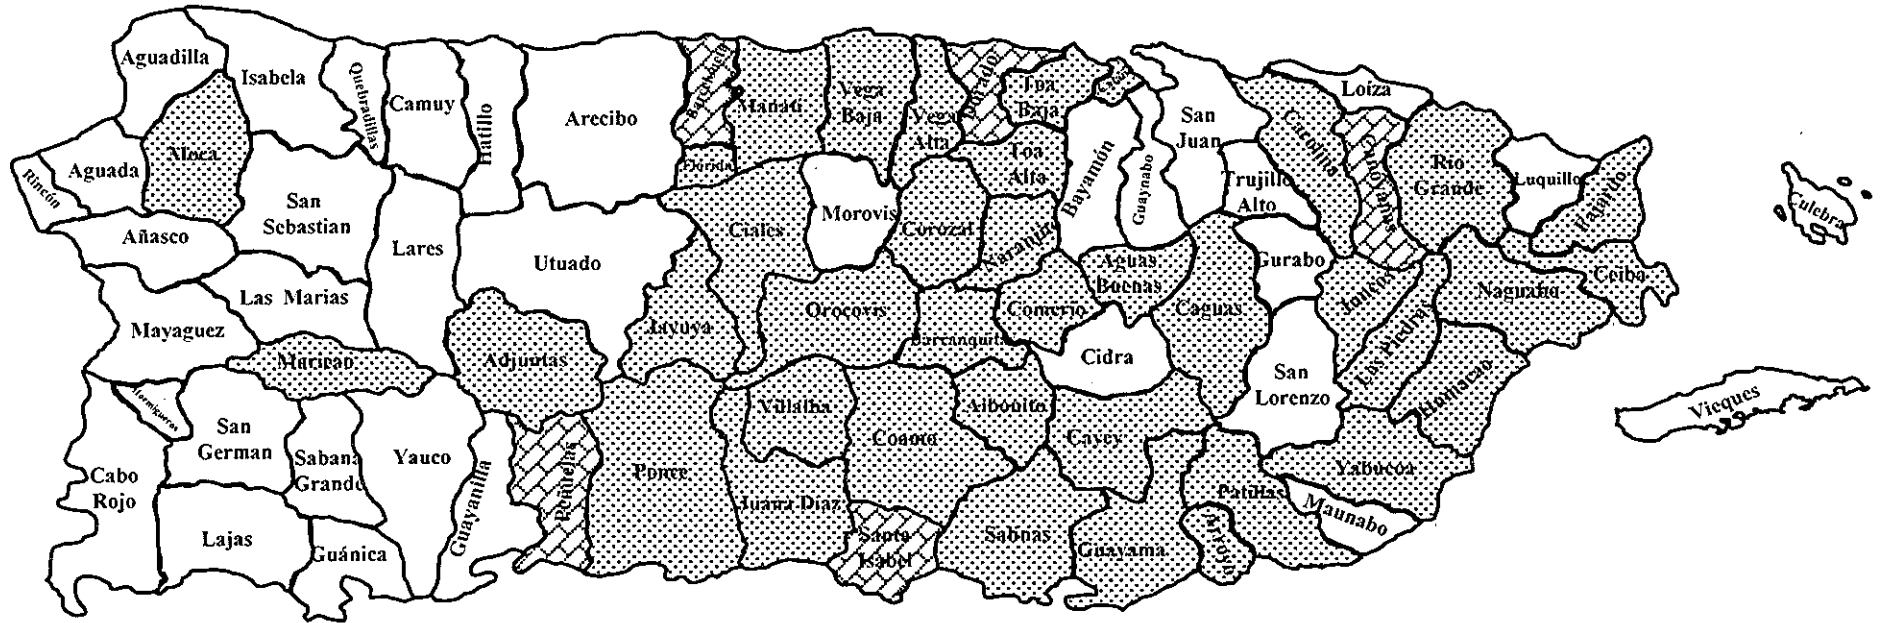 Aguadilla
Isabela
Quebradillas
Camuy
Hatillo
Arecibo
Barceloneta
Manati
Vega
Baja
Vega
Alta
Dorado
Toa
Baja
San
Juan
Carolina
Loiza
Rincón
Aguada
Moca
San
Sebastian
Florida
Toa
Alta
Bayamón
Guaynabo
Trujillo
Alto
Canovanas
Rio
Grande
Luquillo
Fajardo
Culebra
Añasco
Lares
Utuado
Ciales
Morovis
Corozal
Naranjito
Aguas
Buenas
Gurabo
Juncos
Naguabo
Ceiba
Las Marias
Mayaguez
Maricao
Adjuntas
Jayuya
Orocovis
Barranquitas
Comerio
Cidra
Caguas
San
Lorenzo
Las Piedras
Humacao
Vieques
Hormigueros
San
German
Sabana
Grande
Yauco
Guayanilla
Peñuelas
Ponce
Villalba
Juana Diaz
Coamo
Aibonito
Cayey
Yabucoa
Cabo
Rojo
Lajas
Guánica
Santa
Isabel
Salinas
Guayama
Arroyo
Patillas
Maunabo